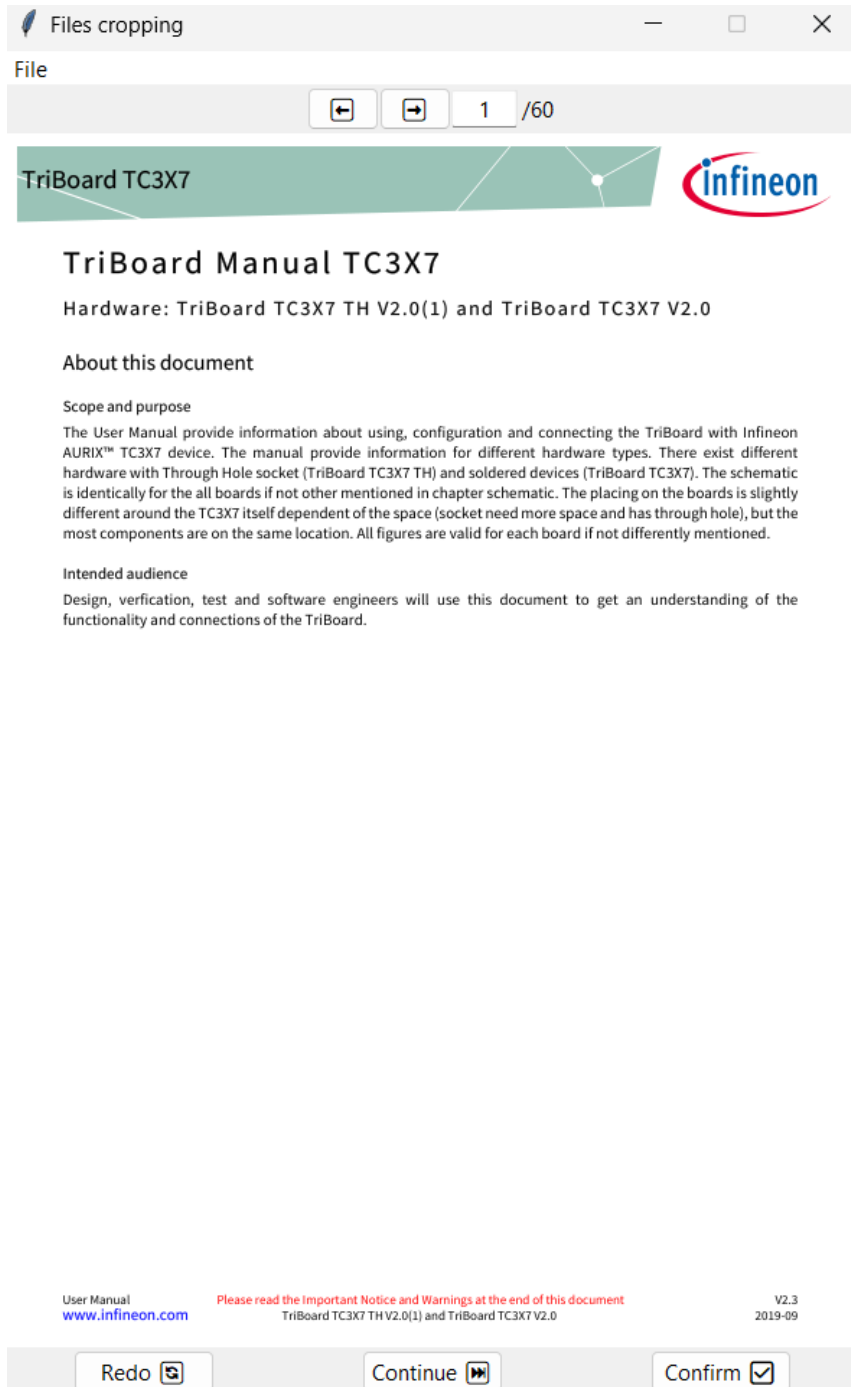 Files cropping
File
1 /60
TriBoard TC3X7
infineon
TriBoard Manual TC3X7
Hardware: TriBoard TC3X7 TH V2.0(1) and TriBoard TC3X7 V2.0
About this document
Scope and purpose
The User Manual provide information about using, configuration and connecting the TriBoard with Infineon
AURIX™ TC3X7 device. The manual provide information for different hardware types. There exist different
hardware with Through Hole socket (TriBoard TC3X7 TH) and soldered devices (TriBoard TC3X7). The schematic
is identically for the all boards if not other mentioned in chapter schematic. The placing on the boards is slightly
different around the TC3X7 itself dependent of the space (socket need more space and has through hole), but the
most components are on the same location. All figures are valid for each board if not differently mentioned.
Intended audience
Design, verfication, test and software engineers will use this document to get an understanding of the
functionality and connections of the TriBoard.
User Manual Please read the Important Notice and Warnings at the end of this document V2.3
www.infineon.com TriBoard TC3X7 TH V2.0(1) and TriBoard TC3X7 V2.0 2019-09
Redo Continue Confirm